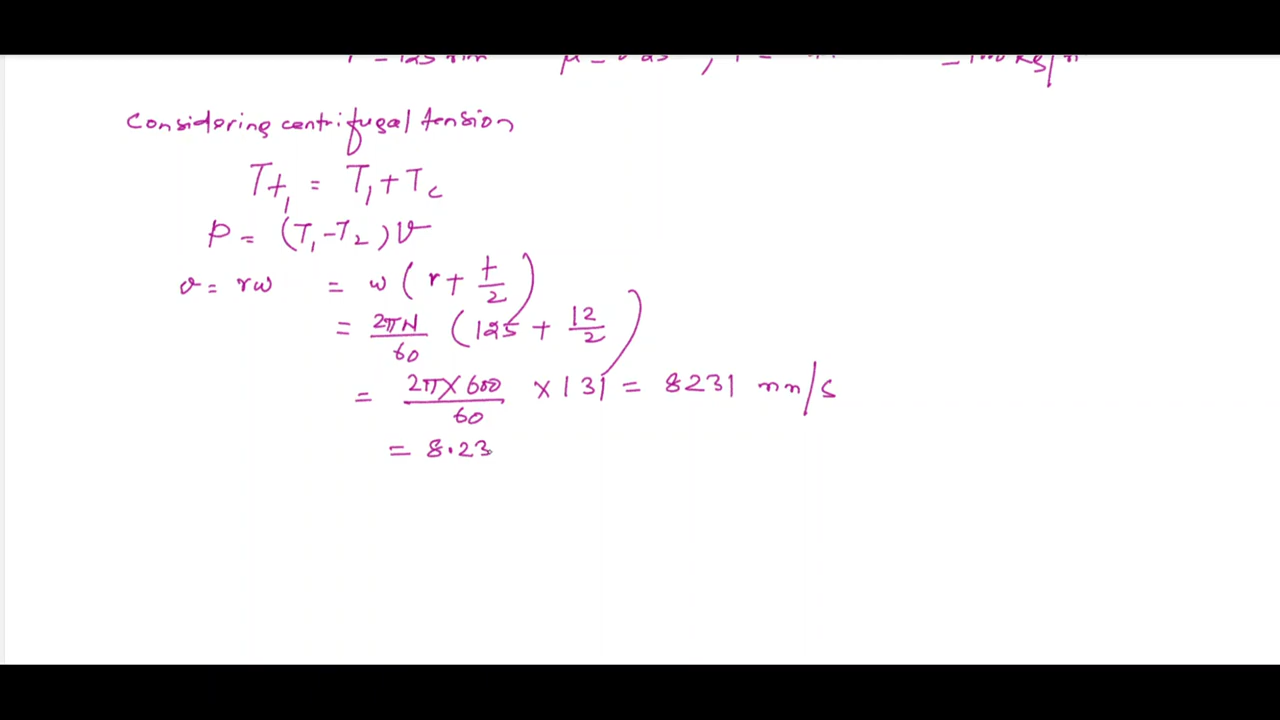 Considering centrifugal tension
Tt1 = T1 + Tc
P = (T1 - T2) v
v = rω = ω (r + t/2)
= 2πN/60 (125 + 12/2)
= 2π × 600/60 × 131 = 8231 mm/s
= 8.23